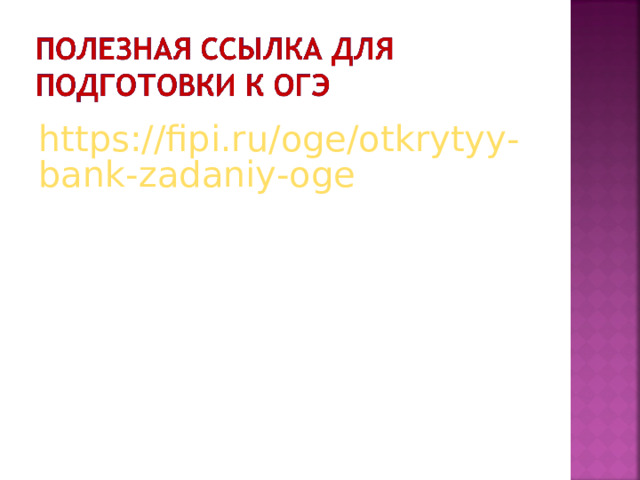 ПОЛЕЗНАЯ ССЫЛКА ДЛЯ
ПОДГОТОВКИ К ОГЭ
https://fipi.ru/oge/otkrytyy-
bank-zadaniy-oge